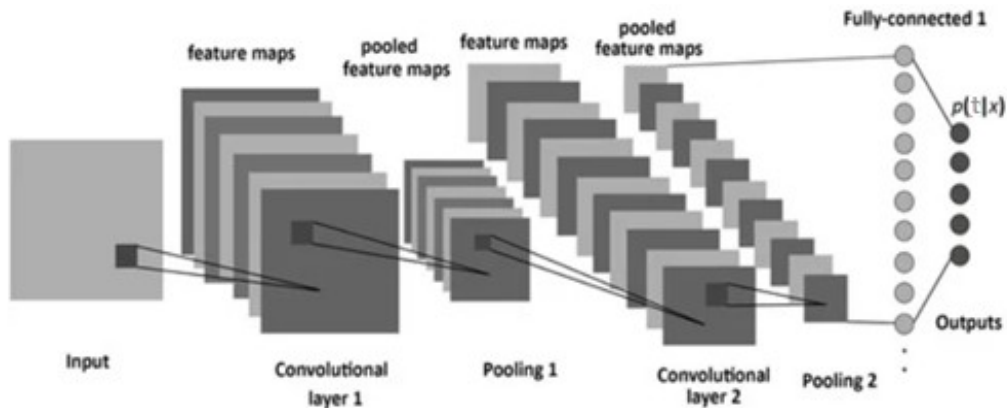 Fully-connected 1
feature maps
pooled
feature maps
feature maps
pooled
feature maps
p(t|x)
Input
Convolutional
layer 1
Pooling 1
Convolutional
layer 2
Pooling 2
Outputs